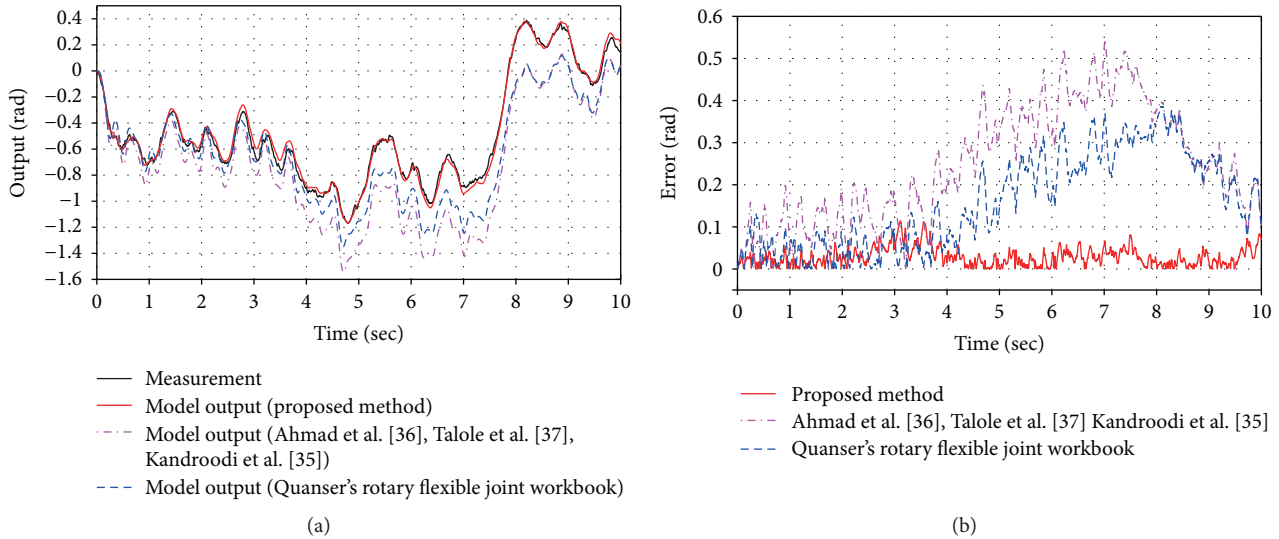 0.4
0.2
0
−0.2
−0.4
−0.6
−0.8
−1
−1.2
−1.4
−1.6
Output (rad)
0 1 2 3 4 5 6 7 8 9 10
Time (sec)
Measurement
Model output (proposed method)
Model output (Ahmad et al. [36], Talole et al. [37],
Kandroodi et al. [35])
Model output (Quanser's rotary flexible joint workbook)
(a)
0.6
0.5
0.4
0.3
0.2
0.1
0
Error (rad)
0 1 2 3 4 5 6 7 8 9 10
Time (sec)
Proposed method
Ahmad et al. [36], Talole et al. [37] Kandroodi et al. [35]
Quanser's rotary flexible joint workbook
(b)